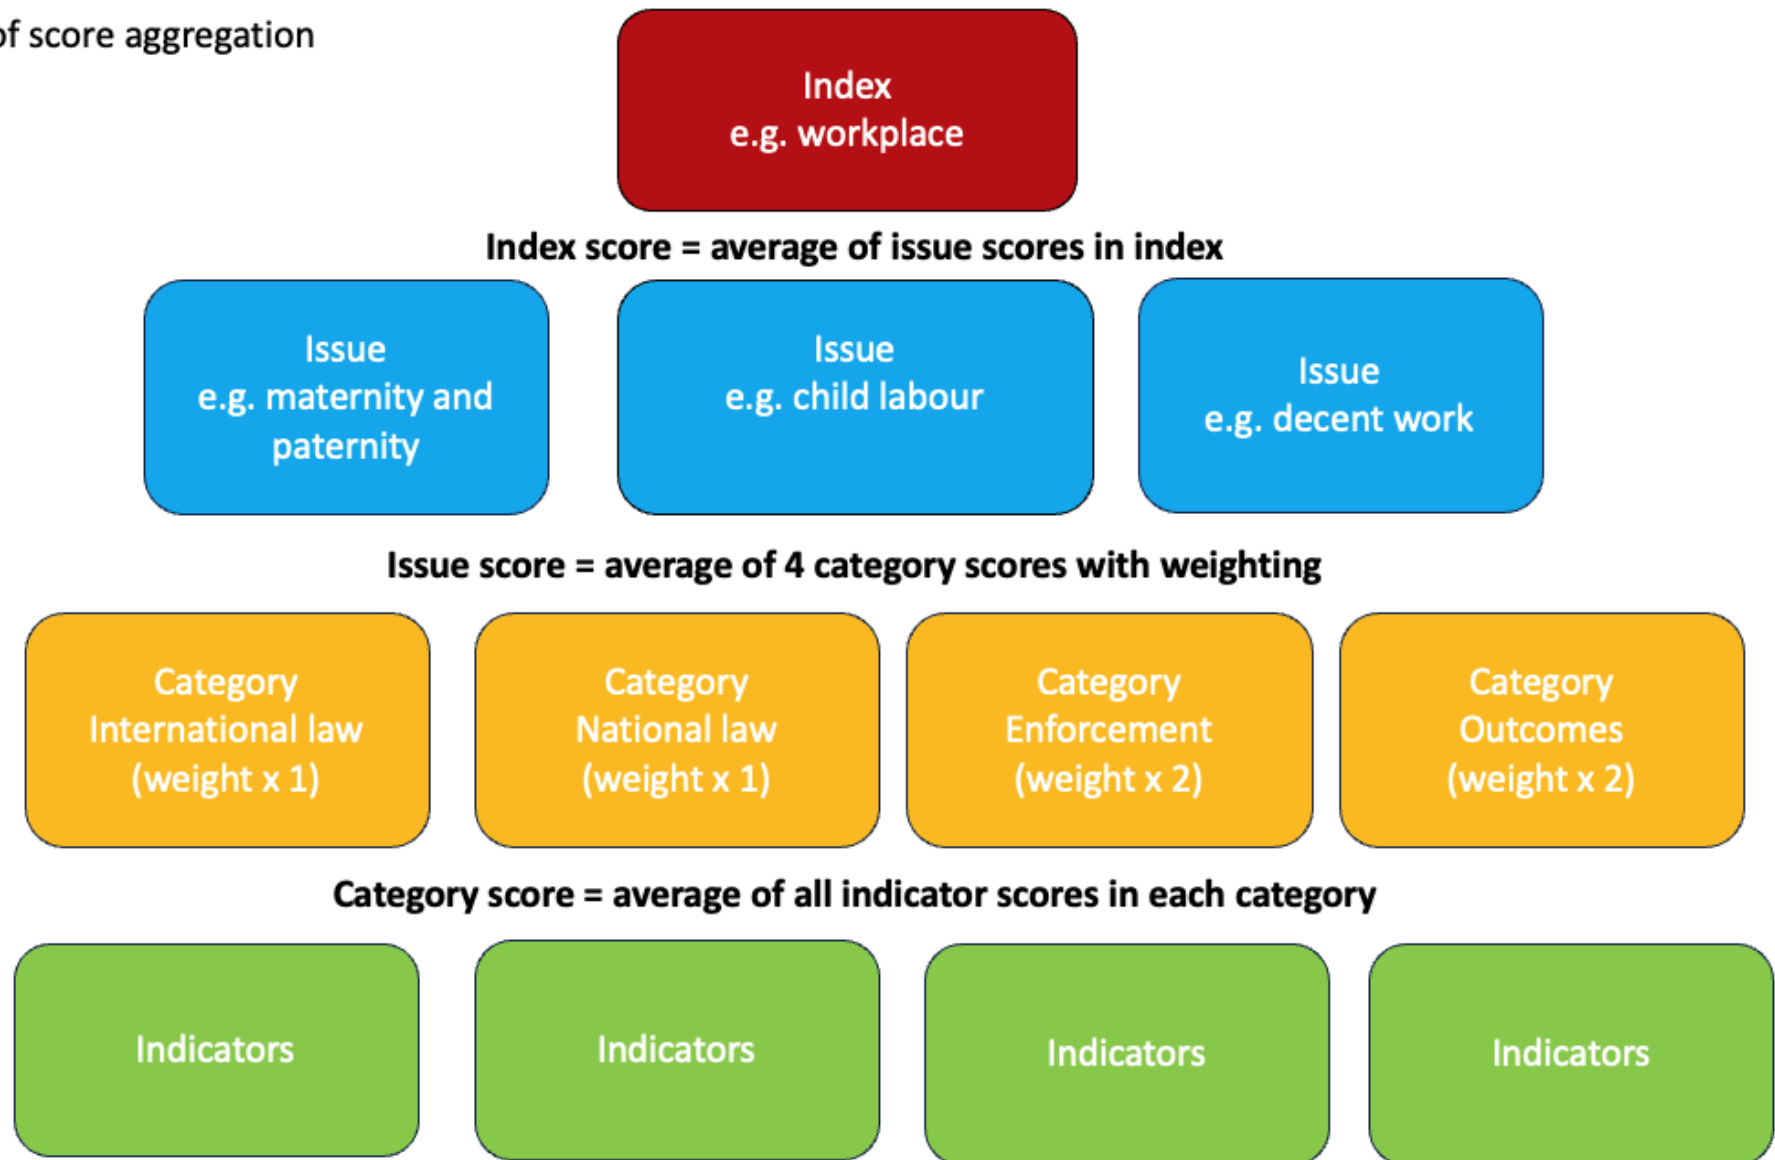 of score aggregation
Index
e.g. workplace
Index score = average of issue scores in index
Issue
e.g. maternity and
paternity
Issue
e.g. child labour
Issue
e.g. decent work
Issue score = average of 4 category scores with weighting
Category
International law
(weight x 1)
Category
National law
(weight x 1)
Category
Enforcement
(weight x 2)
Category
Outcomes
(weight x 2)
Category score = average of all indicator scores in each category
Indicators
Indicators
Indicators
Indicators